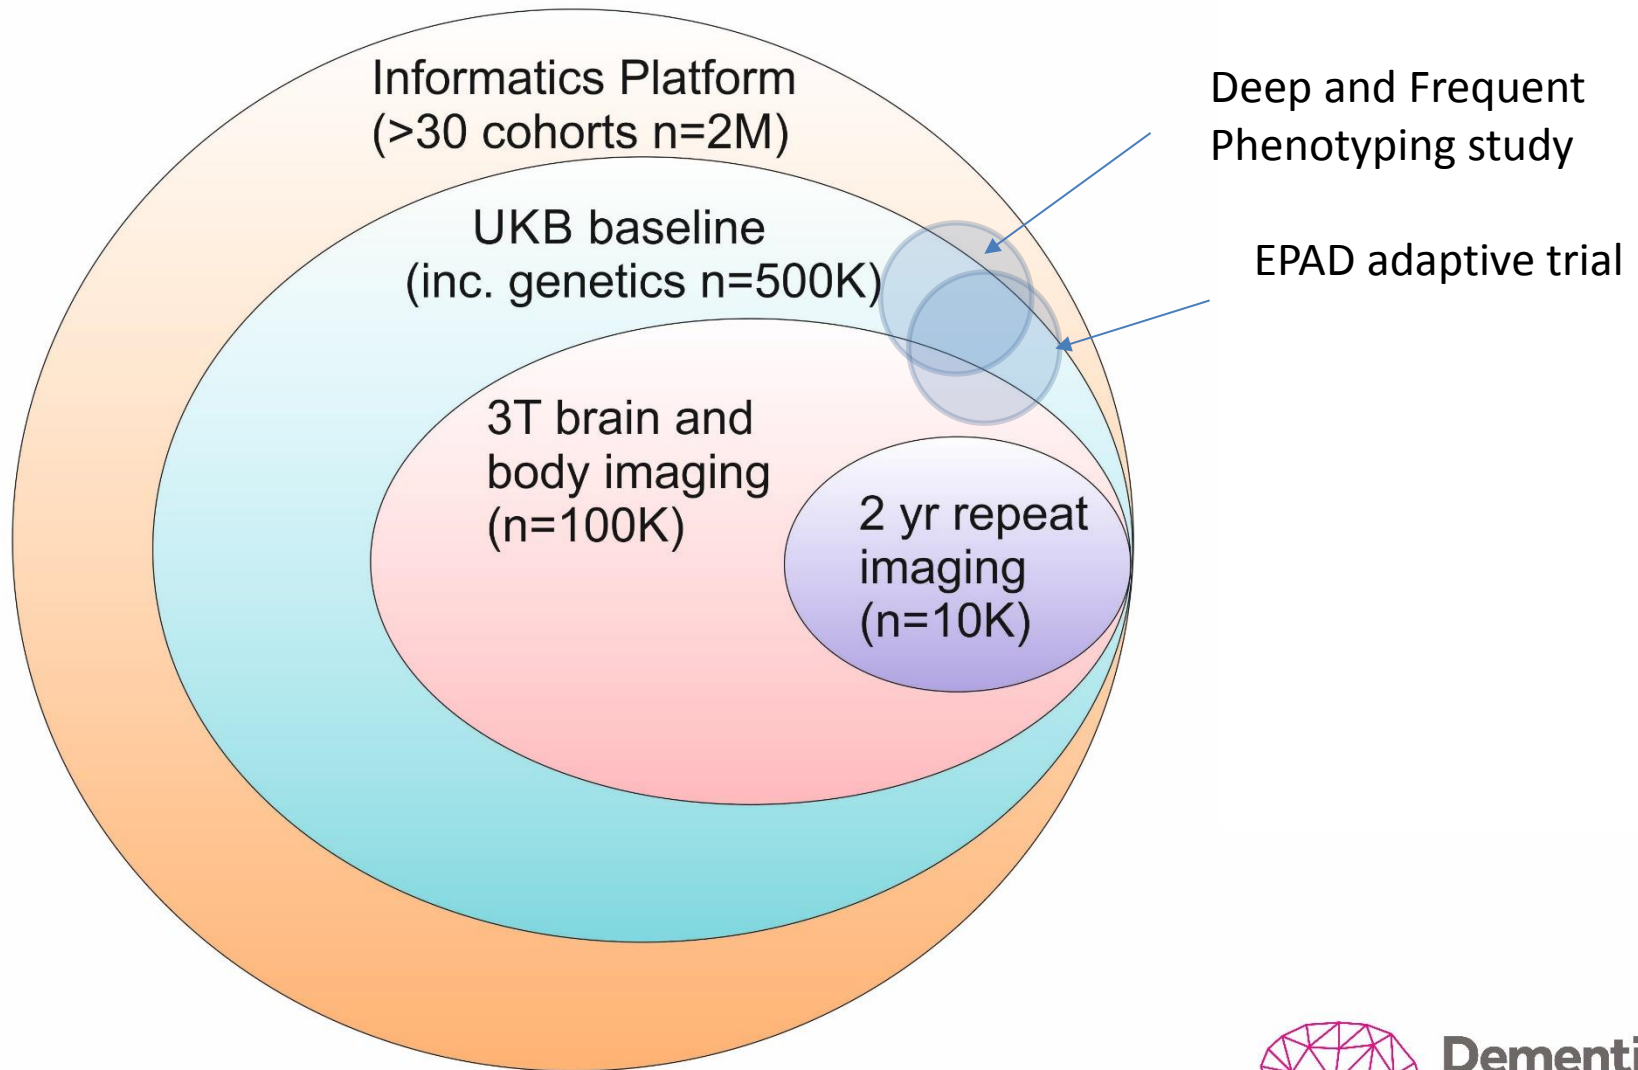 Informatics Platform
(>30 cohorts n=2M)
Deep and Frequent
Phenotyping study
UKB baseline
(inc. genetics n=500K)
EPAD adaptive trial
3T brain and
body imaging
(n=100K)
2 yr repeat
imaging
(n=10K)
Dementi